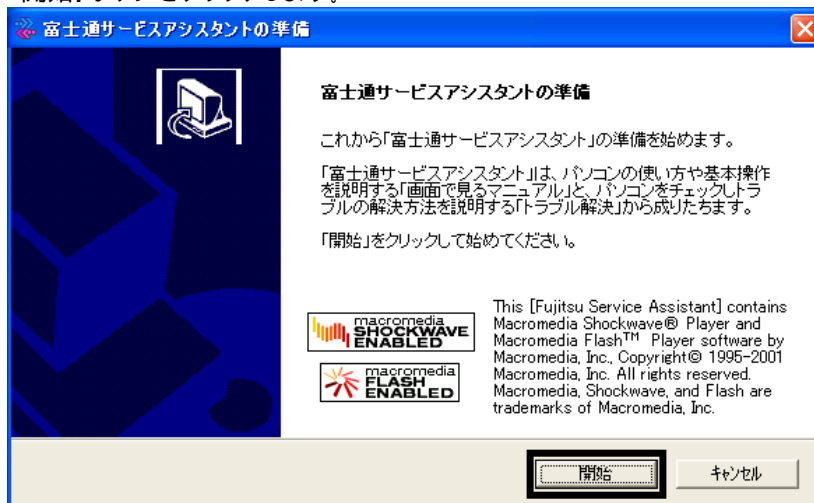 富士通サービスアシスタントの準備
富士通サービスアシスタントの準備
これから「富士通サービスアシスタント」の準備を始めます。
「富士通サービスアシスタント」は、パソコンの使い方や基本操作
を説明する「画面で見るマニュアル」と、パソコンをチェックしトラ
ブルの解決方法を説明する「トラブル解決」から成りたちます。
「開始」をクリックして始めてください。
macromedia
SHOCKWAVE
ENABLED
macromedia
FLASH
ENABLED
This [Fujitsu Service Assistant] contains
Macromedia Shockwave® Player and
Macromedia Flash™ Player software by
Macromedia, Inc., Copyright© 1995-2001
Macromedia, Inc. All rights reserved.
Macromedia, Shockwave, and Flash are
trademarks of Macromedia, Inc.
開始
キャンセル